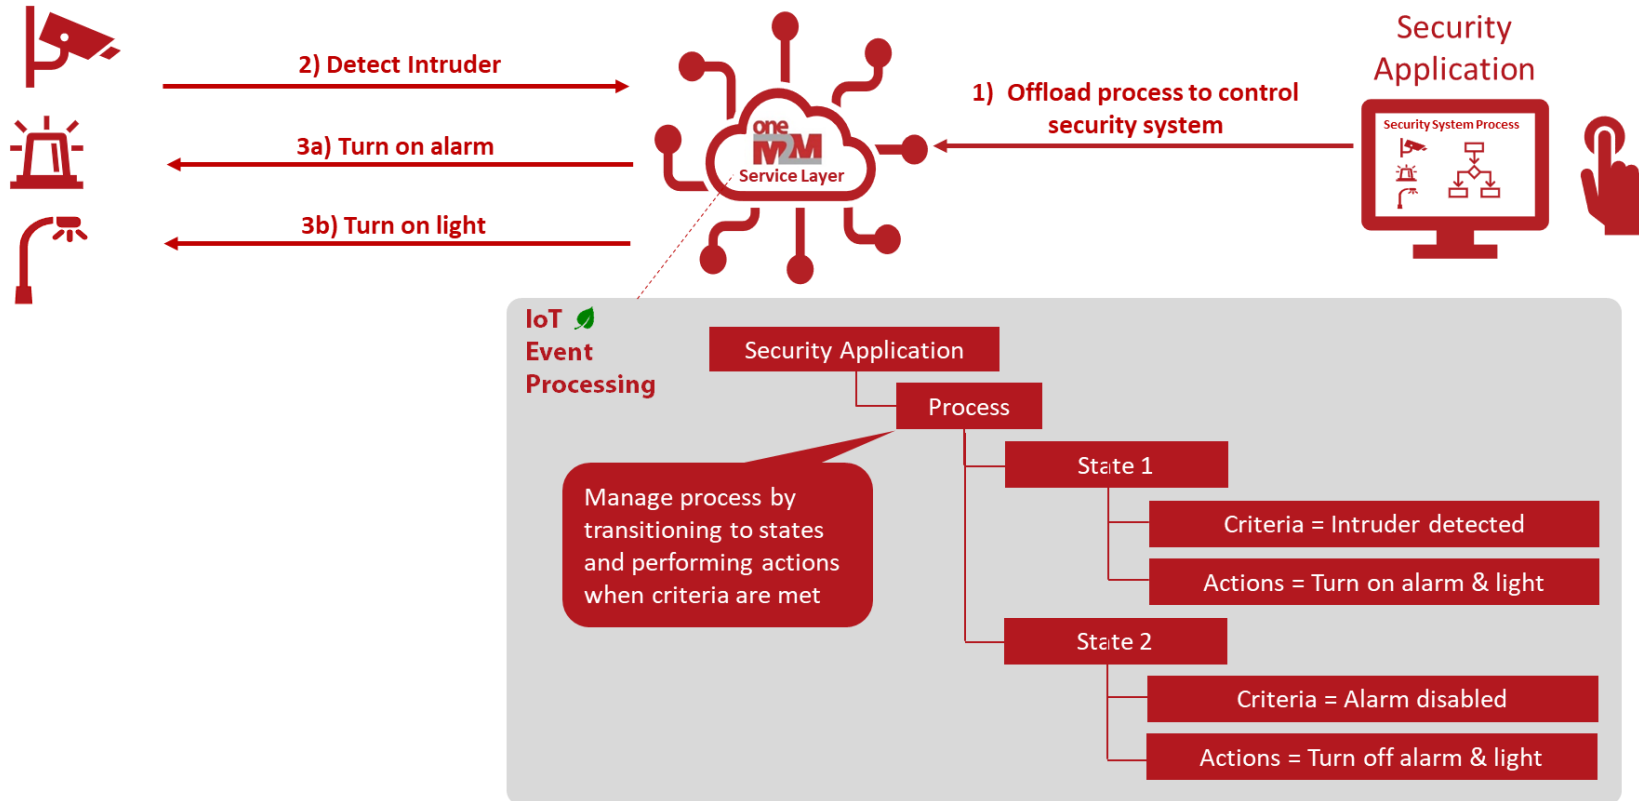 2) Detect Intruder
3a) Turn on alarm
3b) Turn on light
one
M2M
Service Layer
1) Offload process to control
security system
Security
Application
Security System Process
IoT
Event
Processing
Security Application
Process
Manage process by
transitioning to states
and performing actions
when criteria are met
State 1
Criteria = Intruder detected
Actions = Turn on alarm & light
State 2
Criteria = Alarm disabled
Actions = Turn off alarm & light